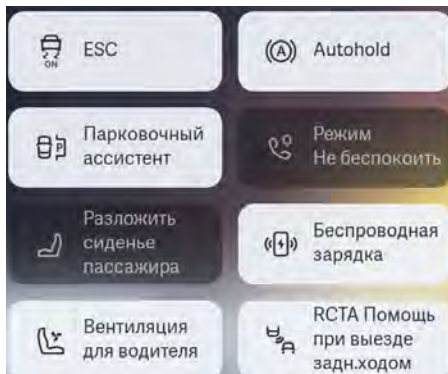 ESC
ON
Autohold
Парковочный
ассистент
P
Режим
Не беспокоить
Разложить
сиденье
пассажира
Беспроводная
зарядка
Вентиляция
для водителя
RCTA Помощь
при выезде
задн.ходом